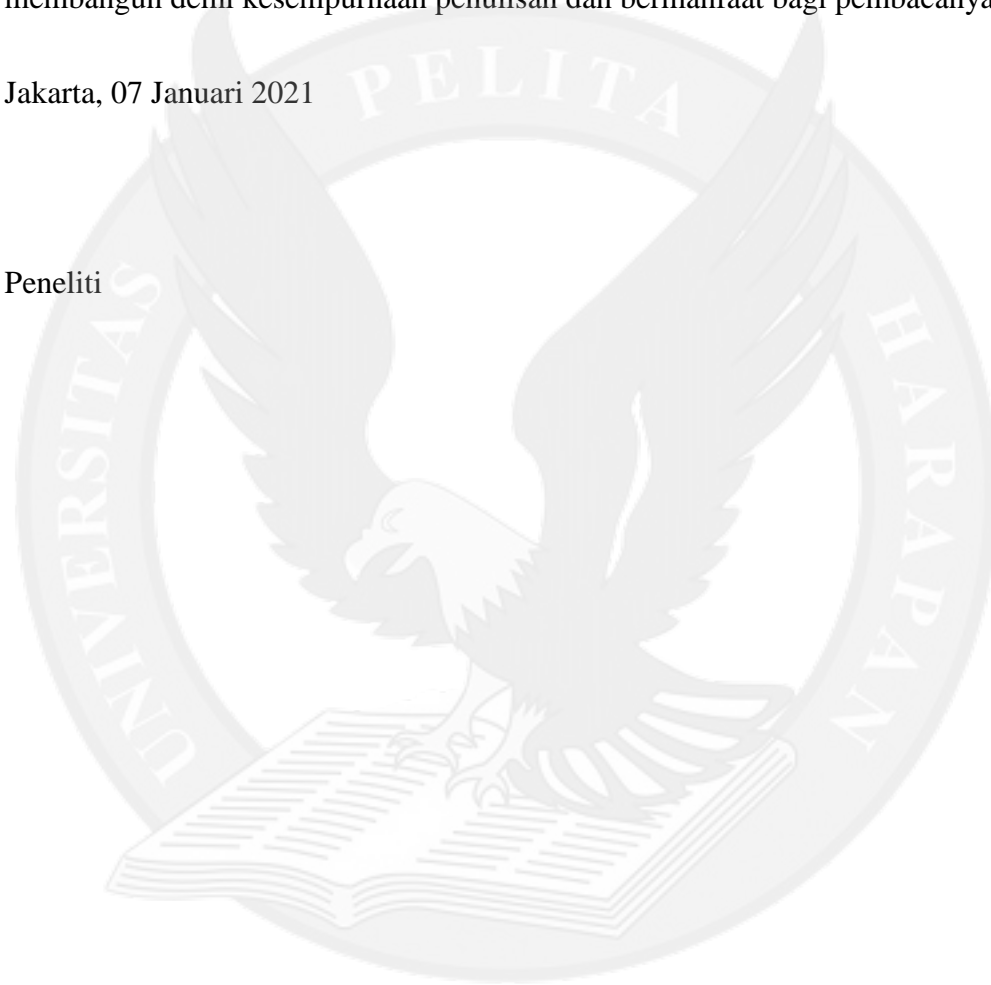 membangun demi kesempurnaan penulisan dan bermanfaat bagi pembacanya
Jakarta, 07 Januari 2021
Peneliti
UNIVERSITAS PELITA HARAPAN